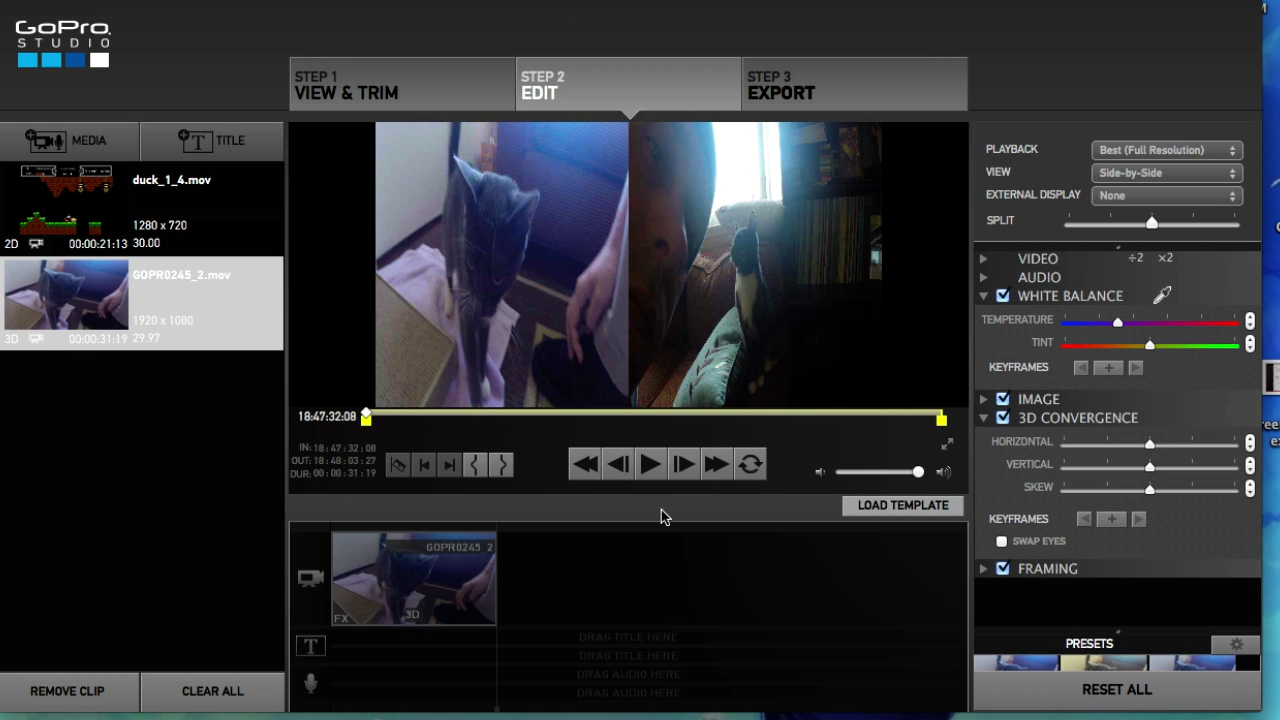 GoPro
STUDIO
STEP 1
VIEW & TRIM
STEP 2
EDIT
STEP 3
EXPORT
MEDIA
TITLE
duck_1_4.mov
1280 x 720
2D 00:00:21:13 30.00
GOPR0245_2.mov
1920 x 1080
3D 00:00:31:19 29.97
REMOVE CLIP
CLEAR ALL
18:47:32:08
IN: 18:47:32:08
OUT: 18:48:03:27
DUR: 00:00:31:19
LOAD TEMPLATE
GOPR0245 2
FX 3D
T
DRAG TITLE HERE
DRAG TITLE HERE
DRAG AUDIO HERE
DRAG AUDIO HERE
PLAYBACK Best (Full Resolution)
VIEW Side-by-Side
EXTERNAL DISPLAY None
SPLIT
VIDEO ÷2 x2
AUDIO
WHITE BALANCE
TEMPERATURE
TINT
KEYFRAMES
IMAGE
3D CONVERGENCE
HORIZONTAL
VERTICAL
SKEW
KEYFRAMES
SWAP EYES
FRAMING
PRESETS
RESET ALL